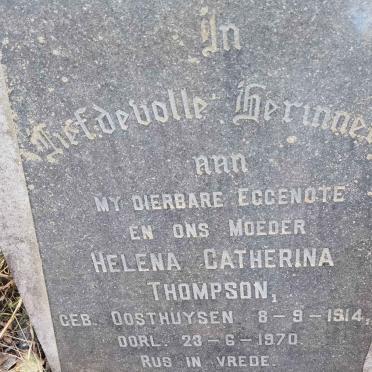 In
Liefdevolle Herinner
aan
MY DIERBARE EGGENOTE
EN ONS MOEDER
HELENA CATHERINA
THOMPSON,
GEB. OOSTHUYSEN 8-9-1914,
OORL. 23-6-1970
RUS IN VREDE.